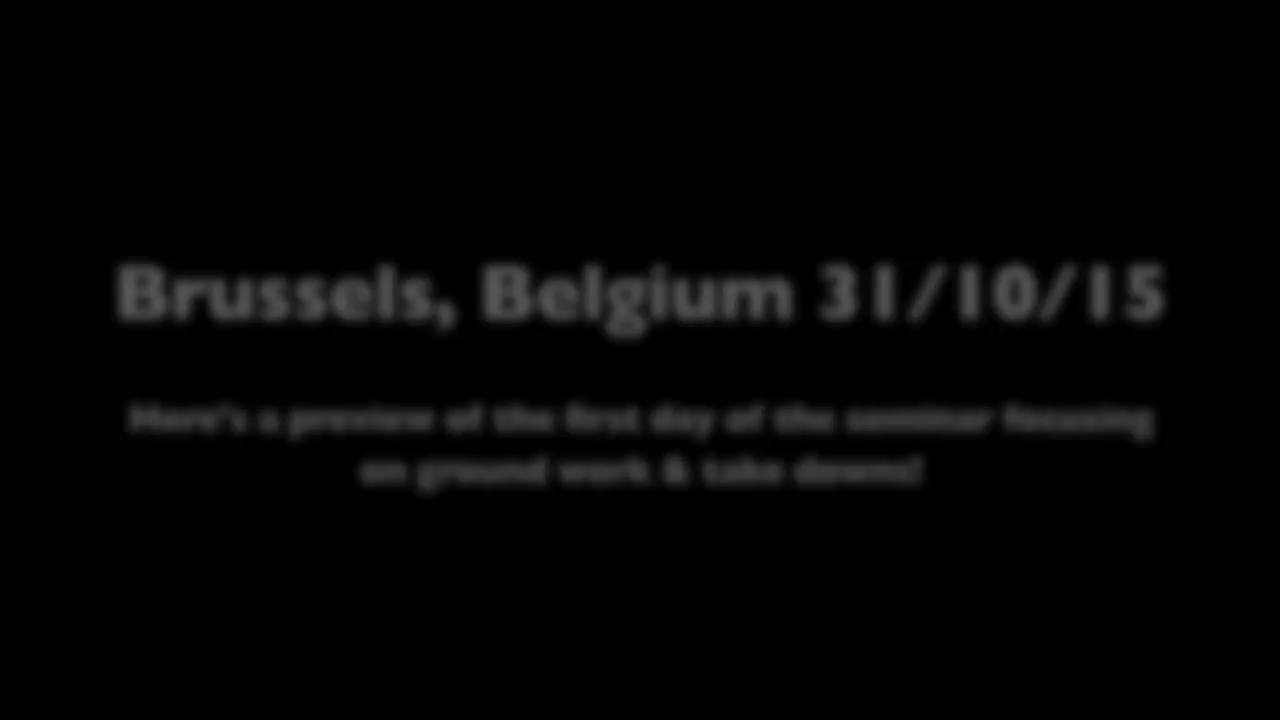 Brussels, Belgium 31/10/15
Here's a preview of the first day of the seminar focusing
on ground work & take downs!